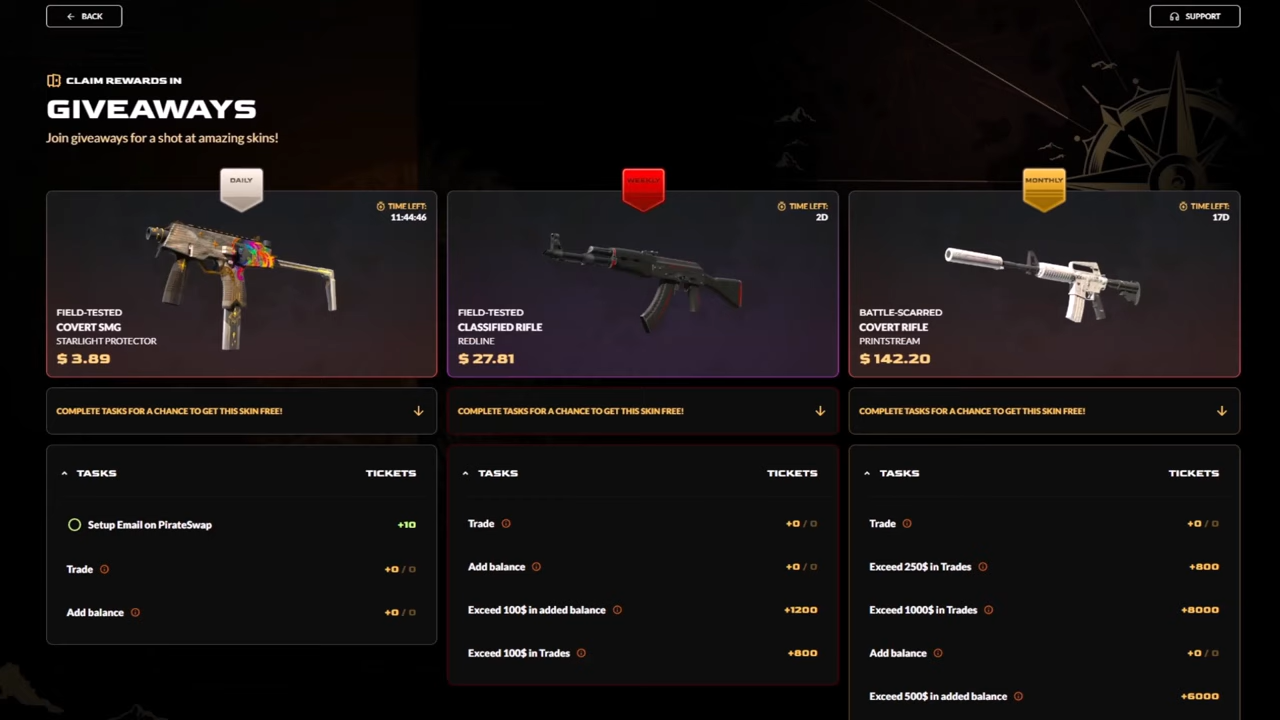 BACK
SUPPORT
CLAIM REWARDS IN
GIVEAWAYS
Join giveaways for a shot at amazing skins!
DAILY
TIME LEFT:
11:44:46
FIELD-TESTED
COVERT SMG
STARLIGHT PROTECTOR
$ 3.89
WEEKLY
TIME LEFT:
2D
FIELD-TESTED
CLASSIFIED RIFLE
REDLINE
$ 27.81
MONTHLY
TIME LEFT:
17D
BATTLE-SCARRED
COVERT RIFLE
PRINTSTREAM
$ 142.20
COMPLETE TASKS FOR A CHANCE TO GET THIS SKIN FREE!
COMPLETE TASKS FOR A CHANCE TO GET THIS SKIN FREE!
COMPLETE TASKS FOR A CHANCE TO GET THIS SKIN FREE!
TASKS TICKETS
Setup Email on PirateSwap +10
Trade +0 / 0
Add balance +0 / 0
TASKS TICKETS
Trade +0 / 0
Add balance +0 / 0
Exceed 100$ in added balance +1200
Exceed 100$ in Trades +800
TASKS TICKETS
Trade +0 / 0
Exceed 250$ in Trades +800
Exceed 1000$ in Trades +8000
Add balance +0 / 0
Exceed 500$ in added balance +6000